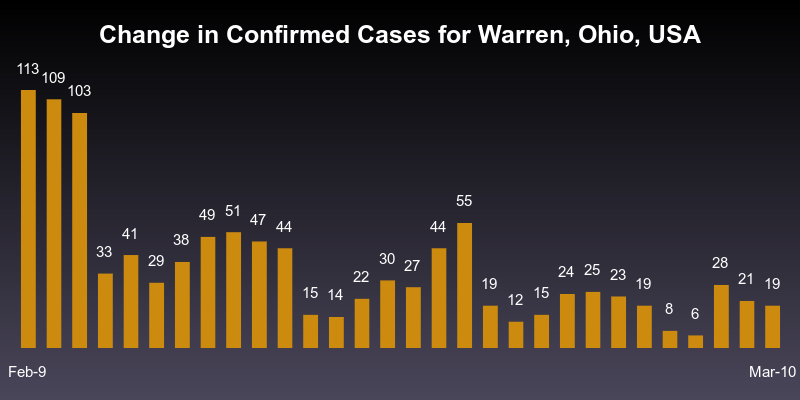 Change in Confirmed Cases for Warren, Ohio, USA
113 109 103 33 41 29 38 49 51 47 44 15 14 22 30 27 44 55 19 12 15 24 25 23 19 8 6 28 21 19
Feb-9 Mar-10